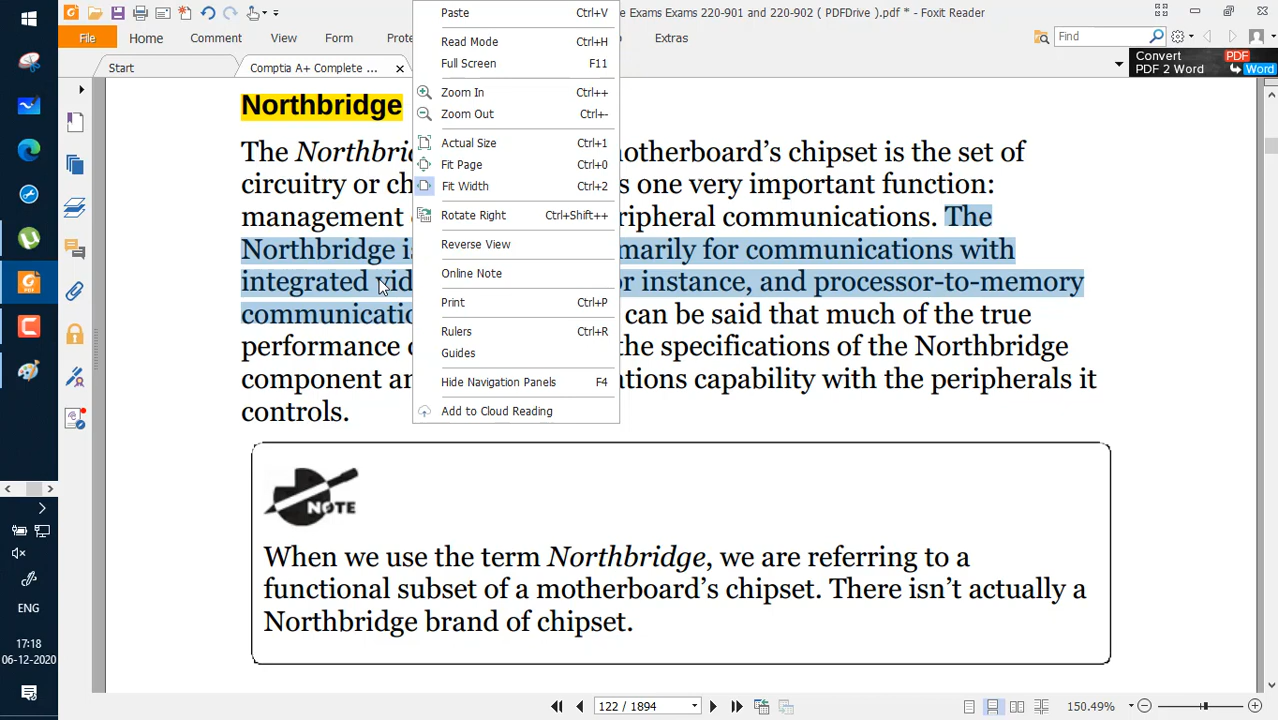 e Exams Exams 220-901 and 220-902 ( PDFDrive ).pdf * - Foxit Reader
File Home Comment View Form Prote Extras
Find
Start
Comptia A+ Complete ...
Convert PDF
PDF 2 Word Word
Paste Ctrl+V
Read Mode Ctrl+H
Full Screen F11
Zoom In Ctrl++
Zoom Out Ctrl+-
Actual Size Ctrl+1
Fit Page Ctrl+0
Fit Width Ctrl+2
Rotate Right Ctrl+Shift++
Reverse View
Online Note
Print Ctrl+P
Rulers Ctrl+R
Guides
Hide Navigation Panels F4
Add to Cloud Reading
Northbridge
The Northbri otherboard’s chipset is the set of
circuitry or ch s one very important function:
management ripheral communications. The
Northbridge is marily for communications with
integrated vid or instance, and processor-to-memory
communicatio can be said that much of the true
performance o the specifications of the Northbridge
component an ations capability with the peripherals it
controls.
NOTE
When we use the term Northbridge, we are referring to a
functional subset of a motherboard’s chipset. There isn’t actually a
Northbridge brand of chipset.
ENG
17:18
06-12-2020
122 / 1894
150.49%